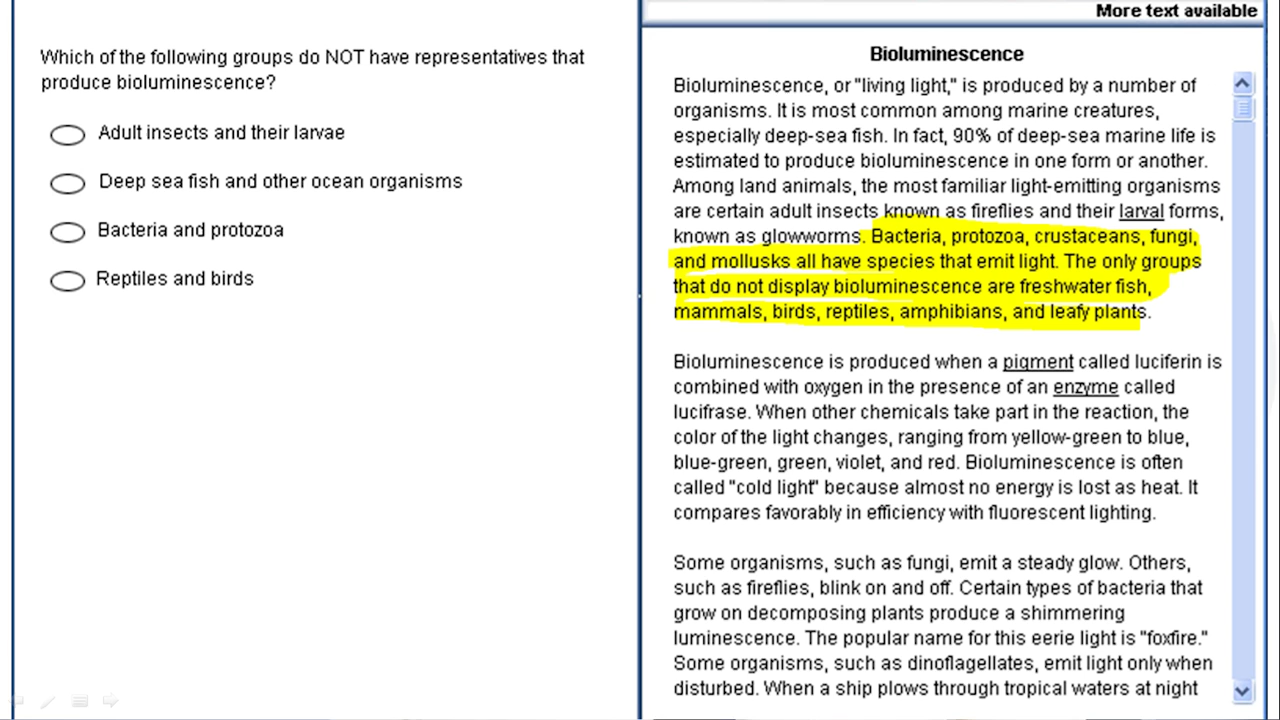 More text available
Which of the following groups do NOT have representatives that
produce bioluminescence?
Adult insects and their larvae
Deep sea fish and other ocean organisms
Bacteria and protozoa
Reptiles and birds
Bioluminescence
Bioluminescence, or "living light," is produced by a number of
organisms. It is most common among marine creatures,
especially deep-sea fish. In fact, 90% of deep-sea marine life is
estimated to produce bioluminescence in one form or another.
Among land animals, the most familiar light-emitting organisms
are certain adult insects known as fireflies and their larval forms,
known as glowworms. Bacteria, protozoa, crustaceans, fungi,
and mollusks all have species that emit light. The only groups
that do not display bioluminescence are freshwater fish,
mammals, birds, reptiles, amphibians, and leafy plants.
Bioluminescence is produced when a pigment called luciferin is
combined with oxygen in the presence of an enzyme called
lucifrase. When other chemicals take part in the reaction, the
color of the light changes, ranging from yellow-green to blue,
blue-green, green, violet, and red. Bioluminescence is often
called "cold light" because almost no energy is lost as heat. It
compares favorably in efficiency with fluorescent lighting.
Some organisms, such as fungi, emit a steady glow. Others,
such as fireflies, blink on and off. Certain types of bacteria that
grow on decomposing plants produce a shimmering
luminescence. The popular name for this eerie light is "foxfire."
Some organisms, such as dinoflagellates, emit light only when
disturbed. When a ship plows through tropical waters at night